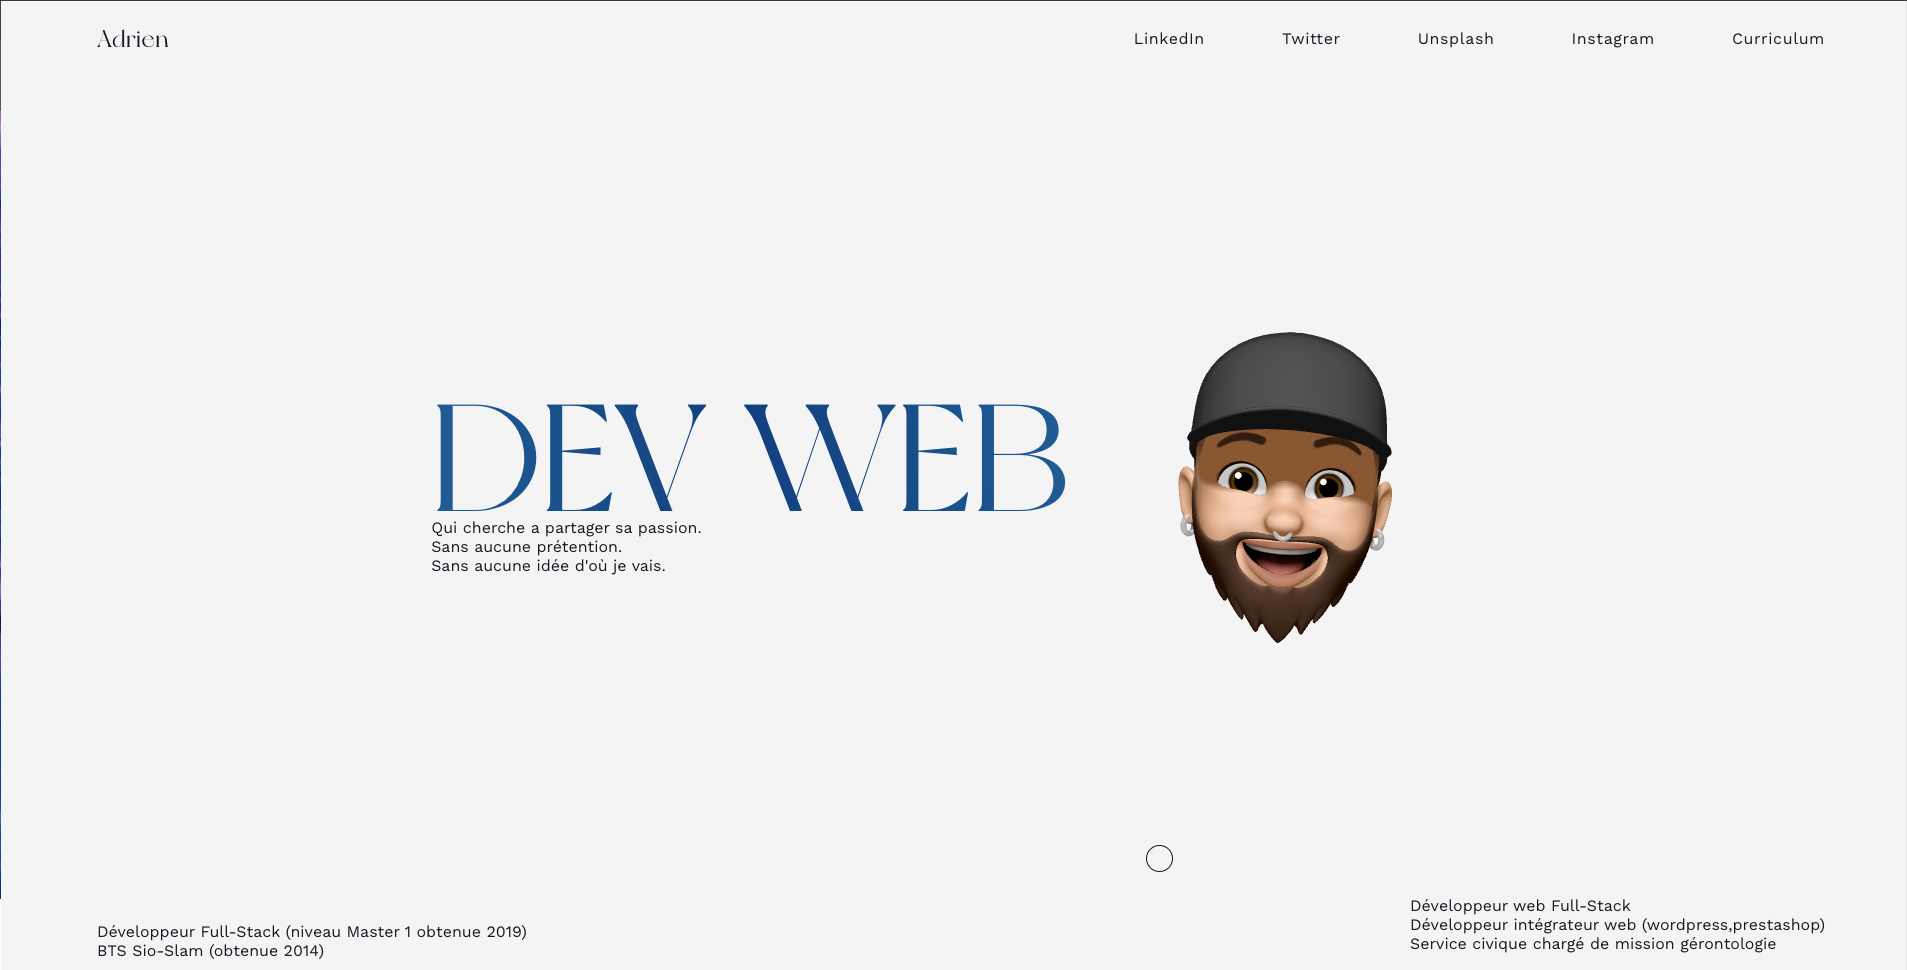 Adrien
LinkedIn Twitter Unsplash Instagram Curriculum
DEV WEB
Qui cherche a partager sa passion.
Sans aucune prétention.
Sans aucune idée d'où je vais.
Développeur Full-Stack (niveau Master 1 obtenue 2019)
BTS Sio-Slam (obtenue 2014)
Développeur web Full-Stack
Développeur intégrateur web (wordpress,prestashop)
Service civique chargé de mission gérontologie